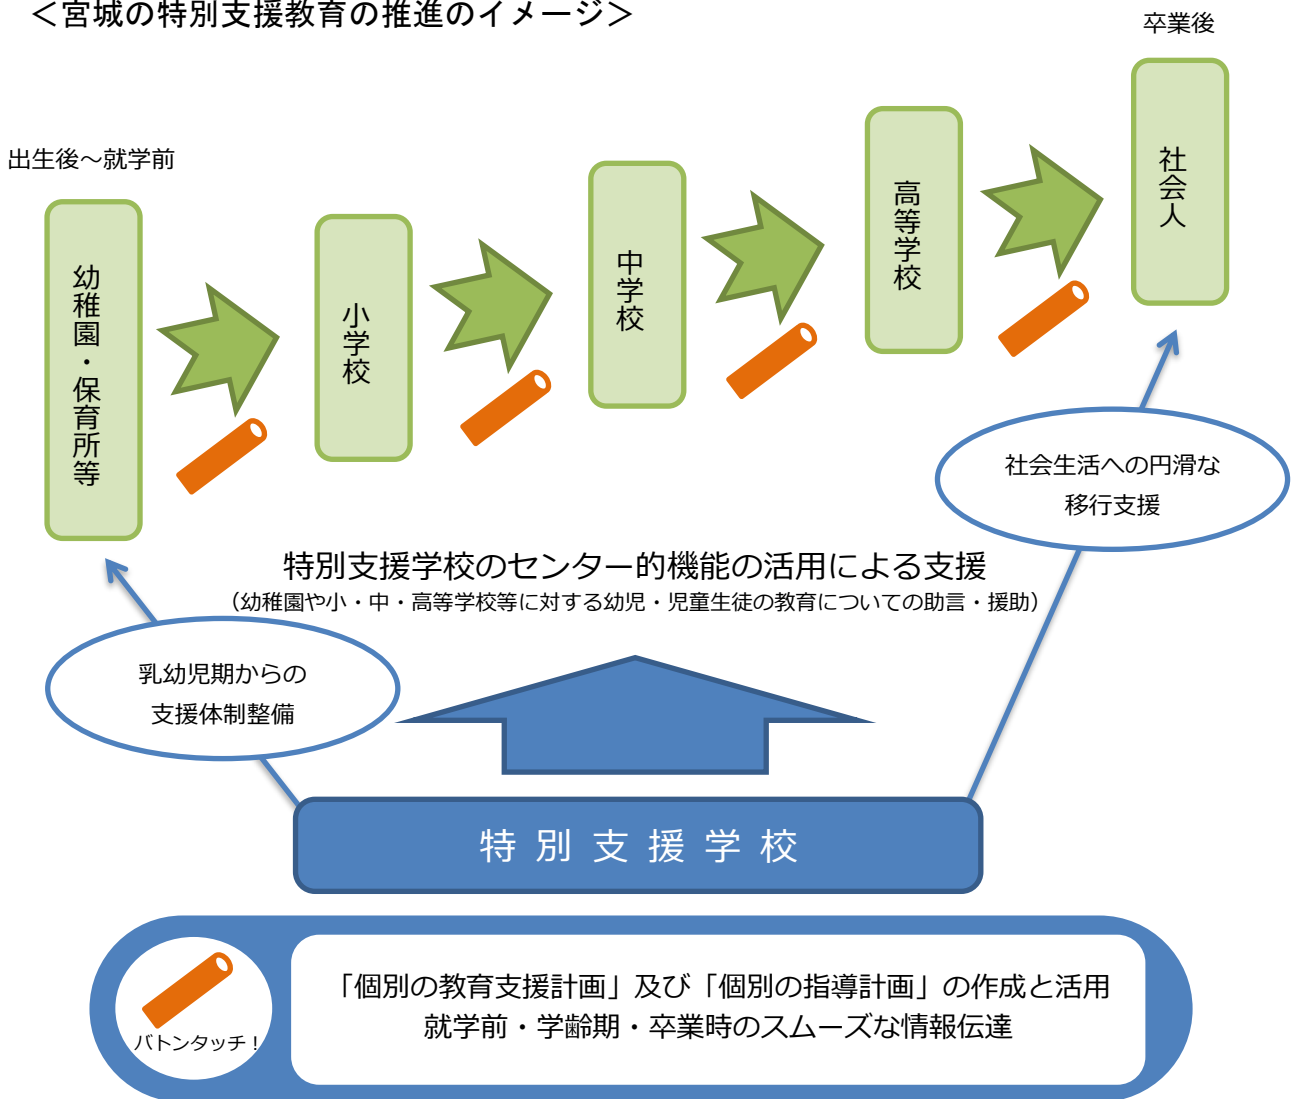 ＜宮城の特別支援教育の推進のイメージ＞
卒業後
出生後～就学前
幼稚園・保育所等
小学校
中学校
高等学校
社会人
社会生活への円滑な
移行支援
特別支援学校のセンター的機能の活用による支援
（幼稚園や小・中・高等学校等に対する幼児・児童生徒の教育についての助言・援助）
乳幼児期からの
支援体制整備
特別支援学校
「個別の教育支援計画」及び「個別の指導計画」の作成と活用
就学前・学齢期・卒業時のスムーズな情報伝達
バトンタッチ！